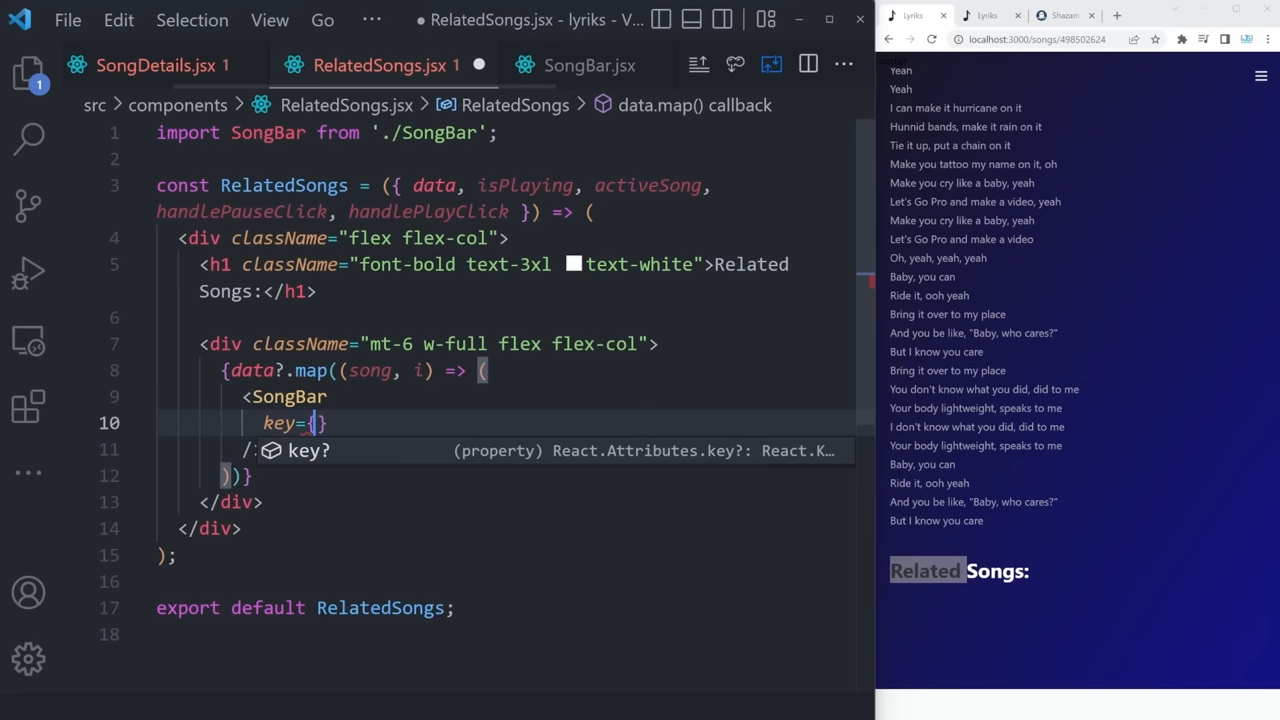 File Edit Selection View Go ··· ● RelatedSongs.jsx - lyriks - V...
SongDetails.jsx 1 RelatedSongs.jsx 1 ● SongBar.jsx ···
src > components > RelatedSongs.jsx > RelatedSongs > data.map() callback
1 import SongBar from './SongBar';
2
3 const RelatedSongs = ({ data, isPlaying, activeSong,
handlePauseClick, handlePlayClick }) => (
4 <div className="flex flex-col">
5 <h1 className="font-bold text-3xl text-white">Related
Songs:</h1>
6
7 <div className="mt-6 w-full flex flex-col">
8 {data?.map((song, i) => (
9 <SongBar
10 key={}
11 /
key? (property) React.Attributes.key?: React.K...
12 ))}
13 </div>
14 </div>
15 );
16
17 export default RelatedSongs;
18
1
Lyriks Lyriks Shazam
localhost:3000/songs/498502624
Yeah
Yeah
I can make it hurricane on it
Hunnid bands, make it rain on it
Tie it up, put a chain on it
Make you tattoo my name on it, oh
Make you cry like a baby, yeah
Let's Go Pro and make a video, yeah
Make you cry like a baby, yeah
Let's Go Pro and make a video
Oh, yeah, yeah, yeah
Baby, you can
Ride it, ooh yeah
Bring it over to my place
And you be like, "Baby, who cares?"
But I know you care
Bring it over to my place
You don't know what you did, did to me
Your body lightweight, speaks to me
I don't know what you did, did to me
Your body lightweight, speaks to me
Baby, you can
Ride it, ooh yeah
And you be like, "Baby, who cares?"
But I know you care
Related Songs: